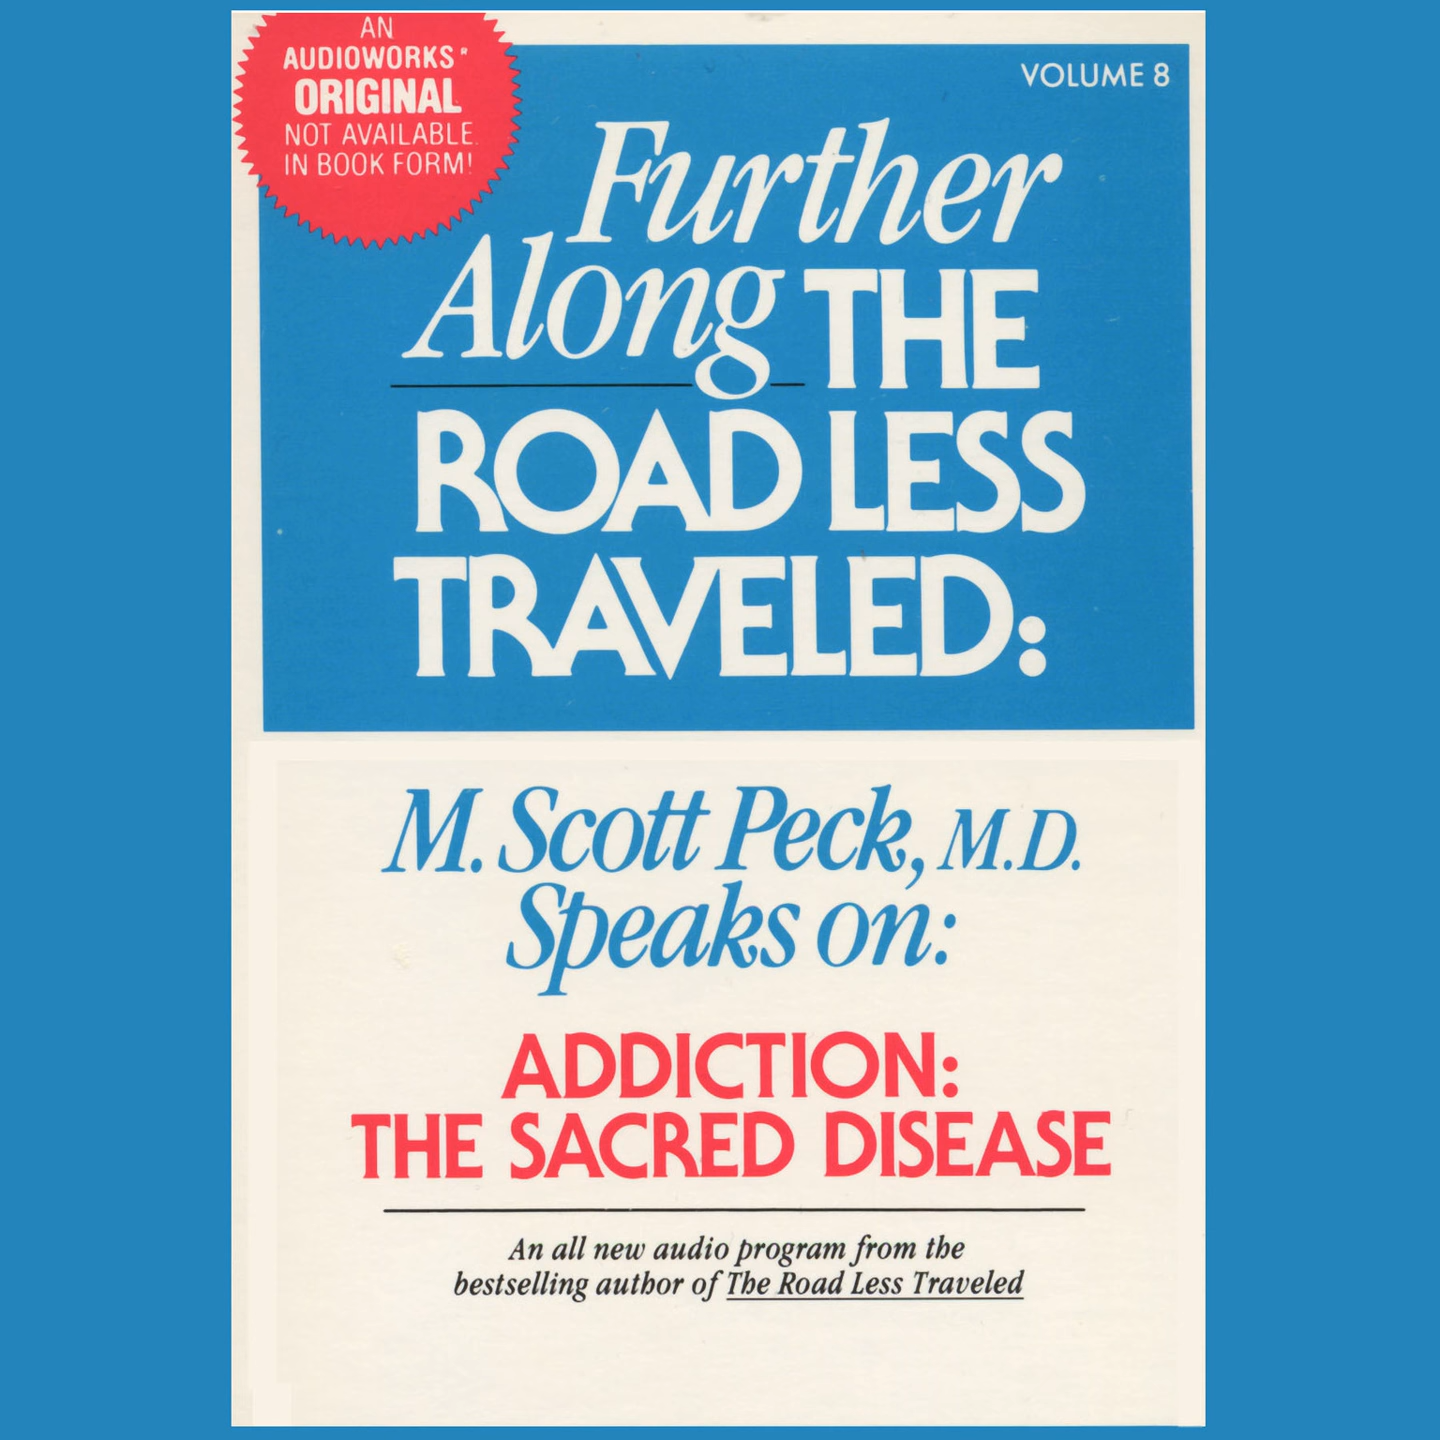 AN
AUDIOWORKS®
ORIGINAL
NOT AVAILABLE
IN BOOK FORM!
VOLUME 8
Further
Along THE
ROAD LESS
TRAVELED:
M. Scott Peck, M.D.
Speaks on:
ADDICTION:
THE SACRED DISEASE
An all new audio program from the
bestselling author of The Road Less Traveled